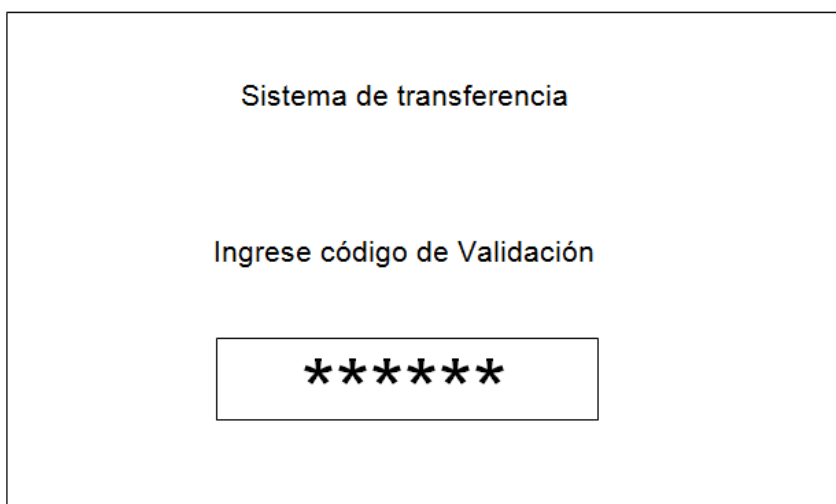 Sistema de transferencia
Ingrese código de Validación
******